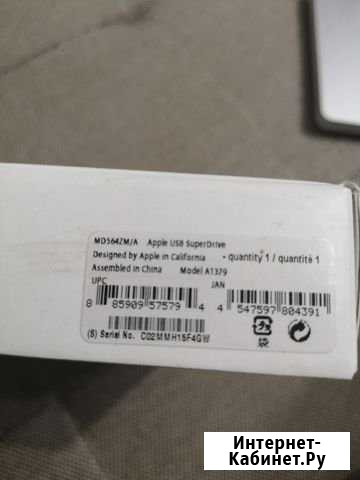 MD564ZM/A Apple USB SuperDrive
Designed by Apple in California - quantity 1 / quantité 1
Assembled in China Model A1379
UPC JAN
8 85909 57579 4 4 547597 804391
(S) Serial No. C02MMH15F4GW
袋
Интернет-
Кабинет.Ру